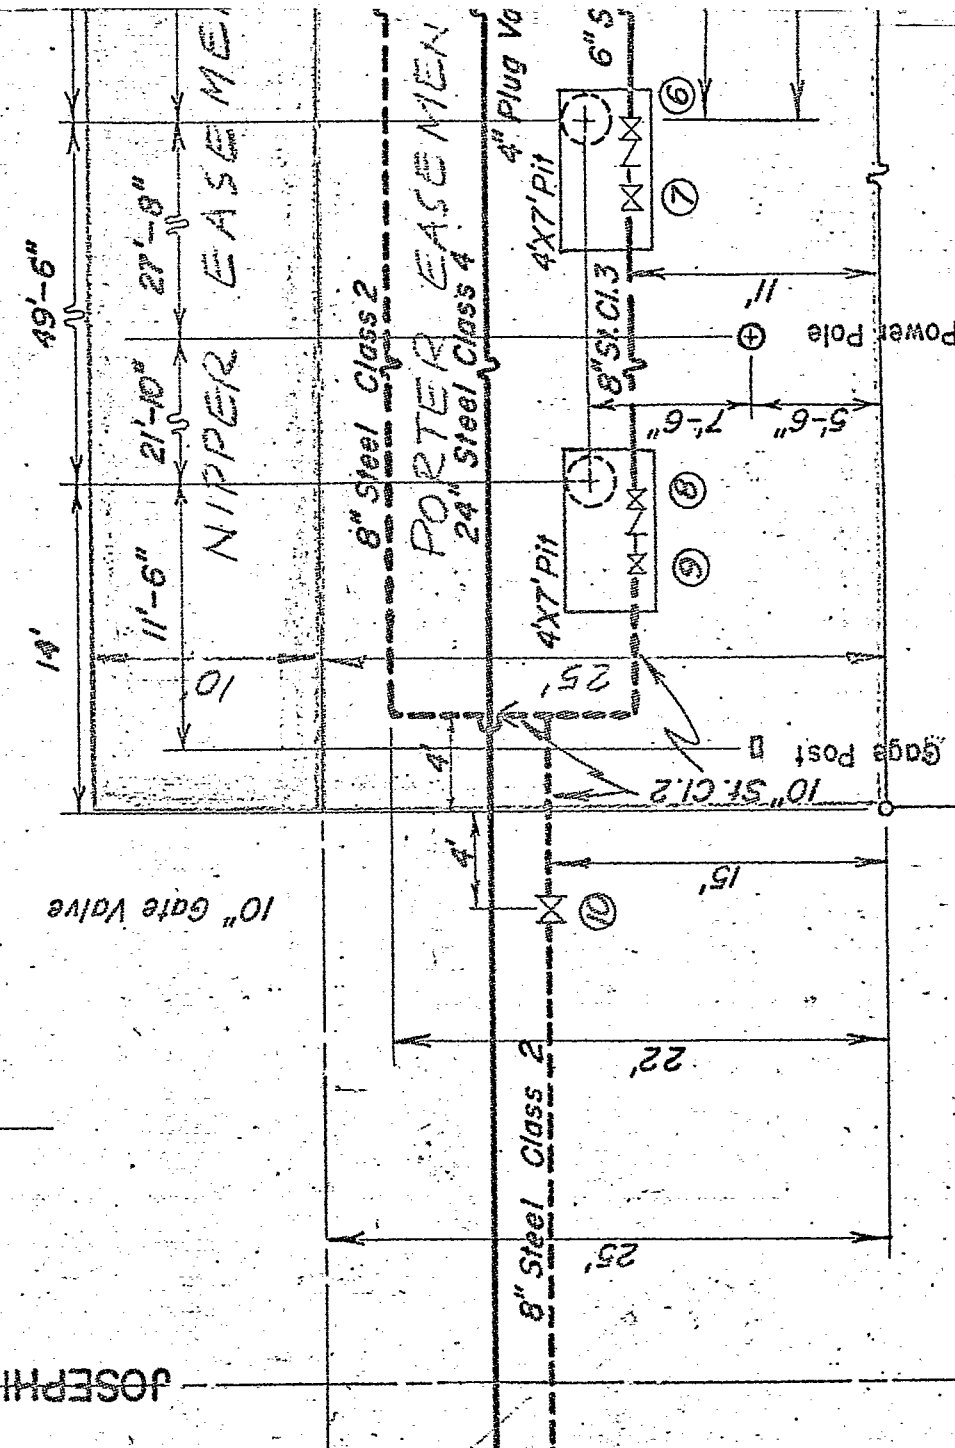 49'-6"
14'
27'-8"
21'-10"
11'-6"
10'
NIPPER EASEME
8" Steel Class 2
PORTER EASEMEN
24" Steel Class 4
4" Plug Va
6" S
4'X7' Pit
8" St. Cl. 3
4'X7' Pit
6
7
8
9
10
11'
Power Pole
7'-6"
5'-6"
25'
4'
Gage Post
10" St. Cl. 2
4'
15'
10" Gate Valve
22'
8" Steel Class 2
25'
JOSEPHI